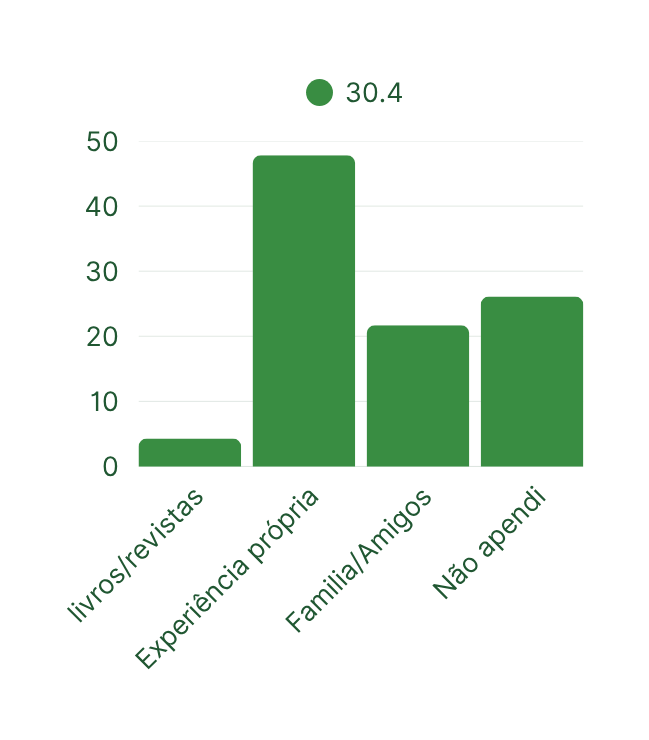 30.4
50
40
30
20
10
0
livros/revistas
Experiência própria
Familia/Amigos
Não apendi